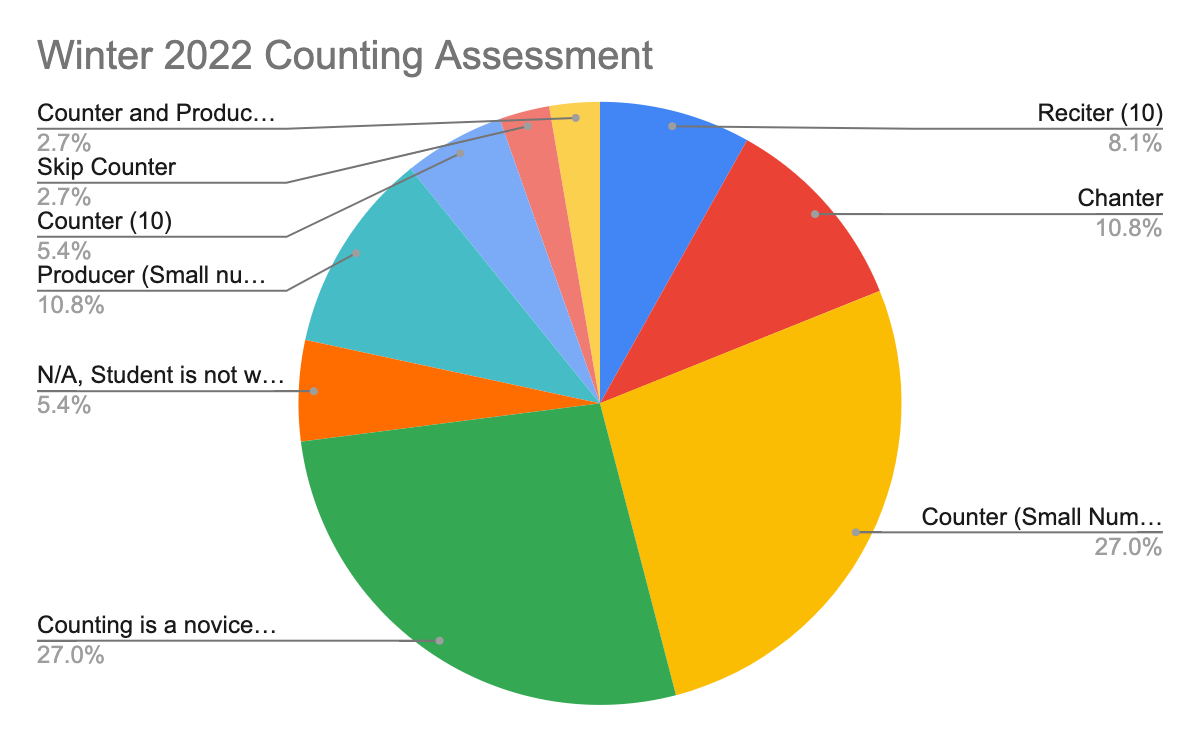 Winter 2022 Counting Assessment
Counter and Produc…
2.7%
Skip Counter
2.7%
Counter (10)
5.4%
Producer (Small nu…
10.8%
N/A, Student is not w…
5.4%
Counting is a novice…
27.0%
Reciter (10)
8.1%
Chanter
10.8%
Counter (Small Num…
27.0%